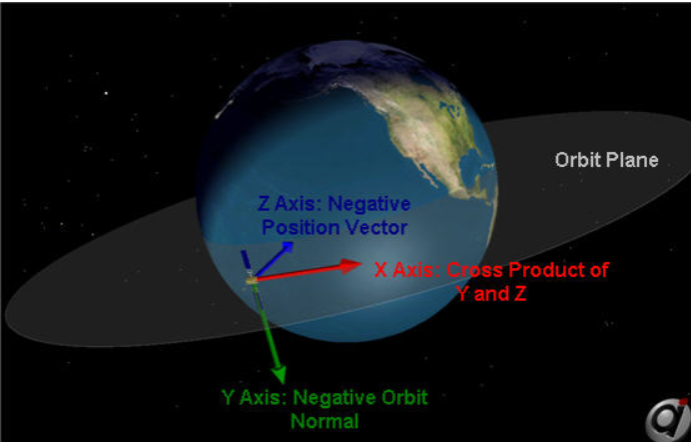 Orbit Plane
Z Axis: Negative
Position Vector
X Axis: Cross Product of
Y and Z
Y Axis: Negative Orbit
Normal